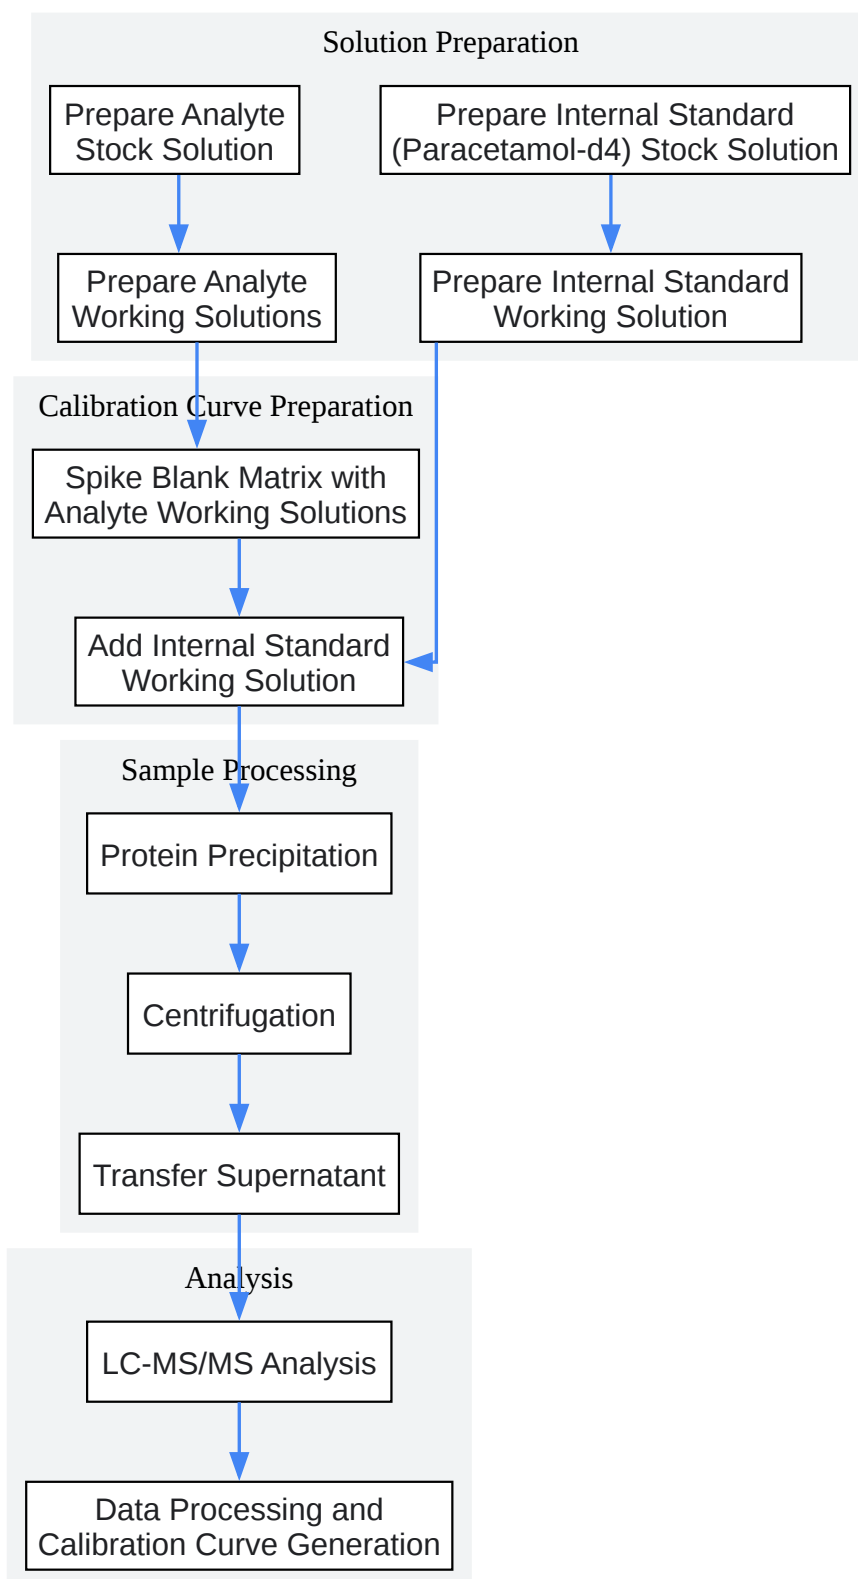 Solution Preparation
Prepare Analyte
Stock Solution
Prepare Internal Standard
(Paracetamol-d4) Stock Solution
Prepare Analyte
Working Solutions
Prepare Internal Standard
Working Solution
Calibration Curve Preparation
Spike Blank Matrix with
Analyte Working Solutions
Add Internal Standard
Working Solution
Sample Processing
Protein Precipitation
Centrifugation
Transfer Supernatant
Analysis
LC-MS/MS Analysis
Data Processing and
Calibration Curve Generation